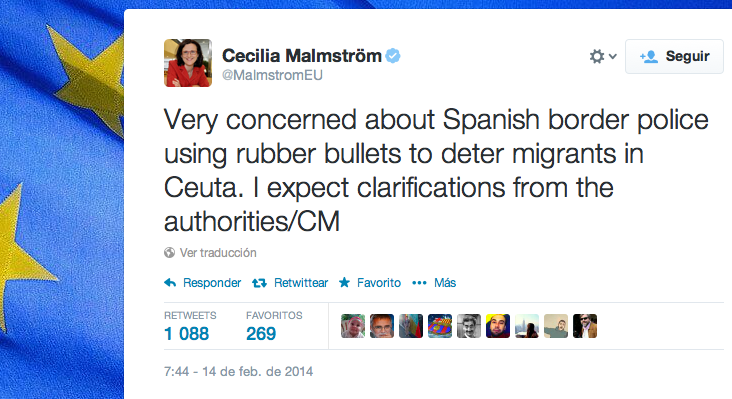 Cecilia Malmström
@MalmstromEU
Seguir
Very concerned about Spanish border police
using rubber bullets to deter migrants in
Ceuta. I expect clarifications from the
authorities/CM
Ver traducción
Responder Retwittear Favorito Más
RETWEETS FAVORITOS
1 088 269
7:44 - 14 de feb. de 2014